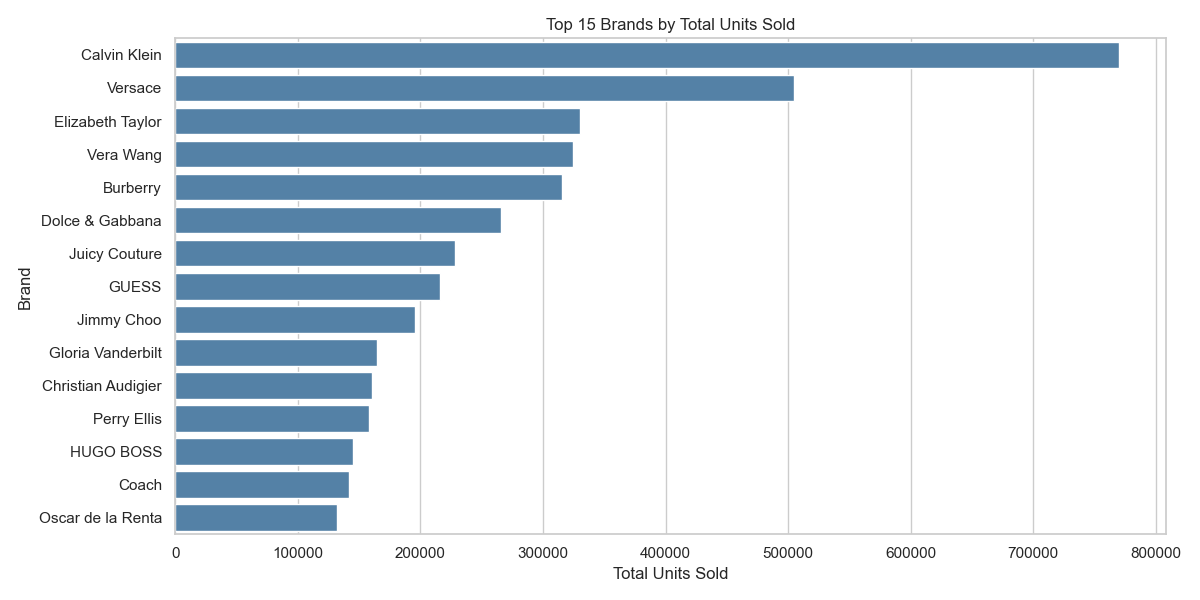 Top 15 Brands by Total Units Sold
Calvin Klein
Versace
Elizabeth Taylor
Vera Wang
Burberry
Dolce & Gabbana
Juicy Couture
GUESS
Jimmy Choo
Gloria Vanderbilt
Christian Audigier
Perry Ellis
HUGO BOSS
Coach
Oscar de la Renta
Brand
0 100000 200000 300000 400000 500000 600000 700000 800000
Total Units Sold